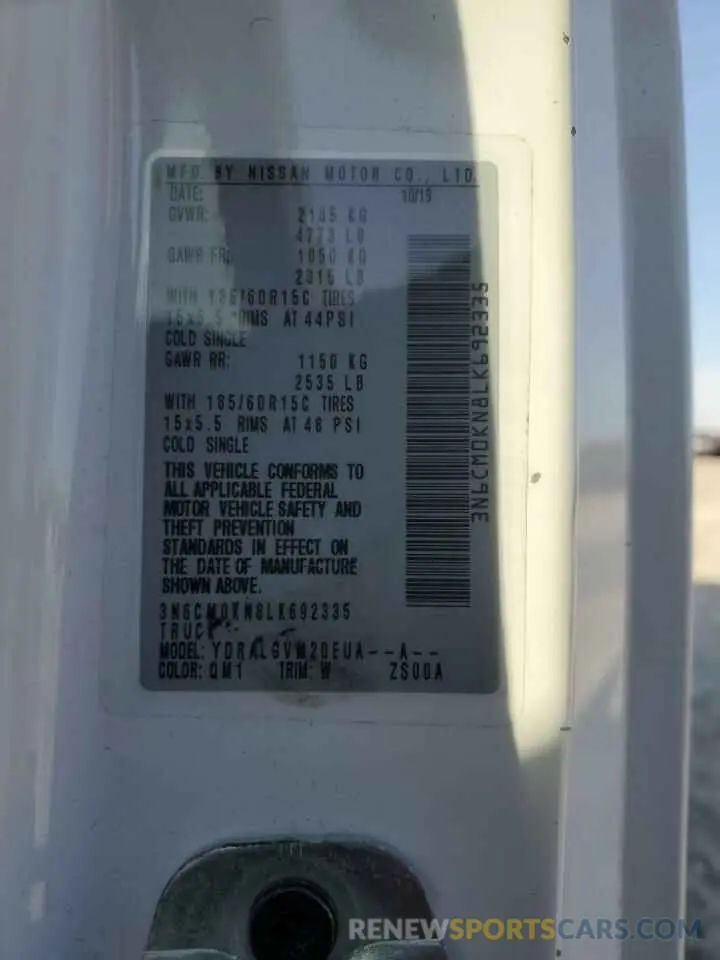 MFD BY NISSAN MOTOR CO., LTD
DATE: 10/19
GVWR: 2165 KG
4773 LB
GAWR FR: 1050 KG
2315 LB
WITH 185/60R15C TIRES
15x5.5 RIMS AT 44PSI
COLD SINGLE
GAWR RR: 1150 KG
2535 LB
WITH 185/60R15C TIRES
15x5.5 RIMS AT 48 PSI
COLD SINGLE
THIS VEHICLE CONFORMS TO
ALL APPLICABLE FEDERAL
MOTOR VEHICLE SAFETY AND
THEFT PREVENTION
STANDARDS IN EFFECT ON
THE DATE OF MANUFACTURE
SHOWN ABOVE.
3N6CM0KN8LK692335
TRUCK
MODEL: YDRALGVM20EUA--A--
COLOR: QM1 TRIM: W ZS00A
3N6CM0KN8LK692335
RENEWSPORTSCARS.COM